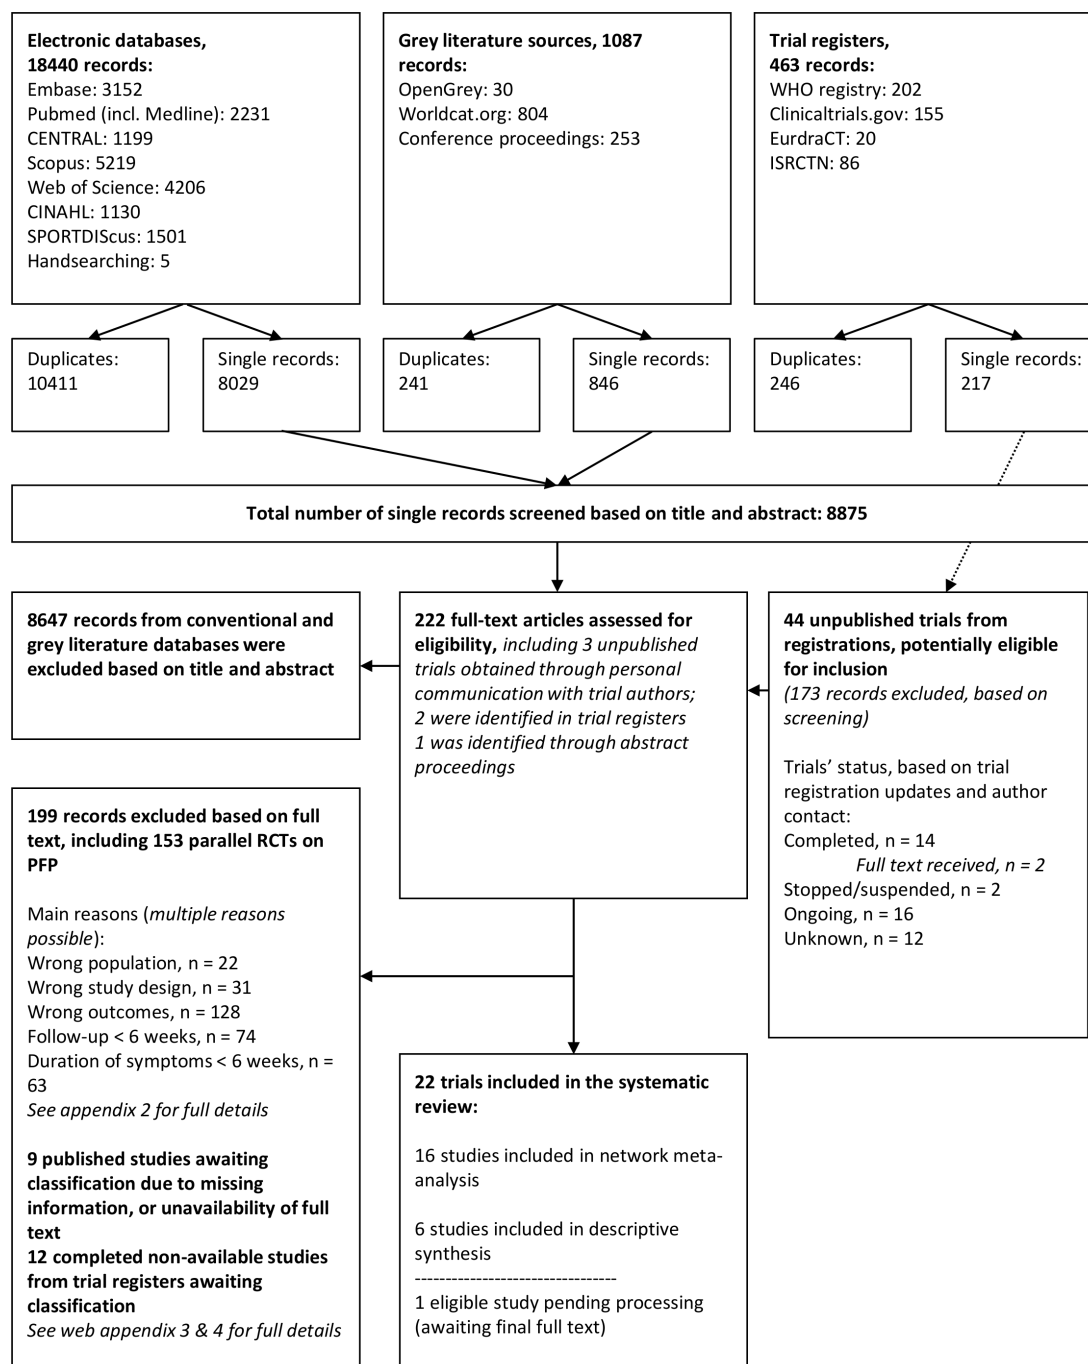 Electronic databases,
18440 records:
Embase: 3152
Pubmed (incl. Medline): 2231
CENTRAL: 1199
Scopus: 5219
Web of Science: 4206
CINAHL: 1130
SPORTDIScus: 1501
Handsearching: 5
Grey literature sources, 1087
records:
OpenGrey: 30
Worldcat.org: 804
Conference proceedings: 253
Trial registers,
463 records:
WHO registry: 202
Clinicaltrials.gov: 155
EurdraCT: 20
ISRCTN: 86
Duplicates:
10411
Single records:
8029
Duplicates:
241
Single records:
846
Duplicates:
246
Single records:
217
Total number of single records screened based on title and abstract: 8875
8647 records from conventional and
grey literature databases were
excluded based on title and abstract
222 full-text articles assessed for
eligibility, including 3 unpublished
trials obtained through personal
communication with trial authors;
2 were identified in trial registers
1 was identified through abstract
proceedings
44 unpublished trials from
registrations, potentially eligible
for inclusion
(173 records excluded, based on
screening)
Trials’ status, based on trial
registration updates and author
contact:
Completed, n = 14
Full text received, n = 2
Stopped/suspended, n = 2
Ongoing, n = 16
Unknown, n = 12
199 records excluded based on full
text, including 153 parallel RCTs on
PFP
Main reasons (multiple reasons
possible):
Wrong population, n = 22
Wrong study design, n = 31
Wrong outcomes, n = 128
Follow-up < 6 weeks, n = 74
Duration of symptoms < 6 weeks, n =
63
See appendix 2 for full details
9 published studies awaiting
classification due to missing
information, or unavailability of full
text
12 completed non-available studies
from trial registers awaiting
classification
See web appendix 3 & 4 for full details
22 trials included in the systematic
review:
16 studies included in network meta-
analysis
6 studies included in descriptive
synthesis
---------------------------------
1 eligible study pending processing
(awaiting final full text)